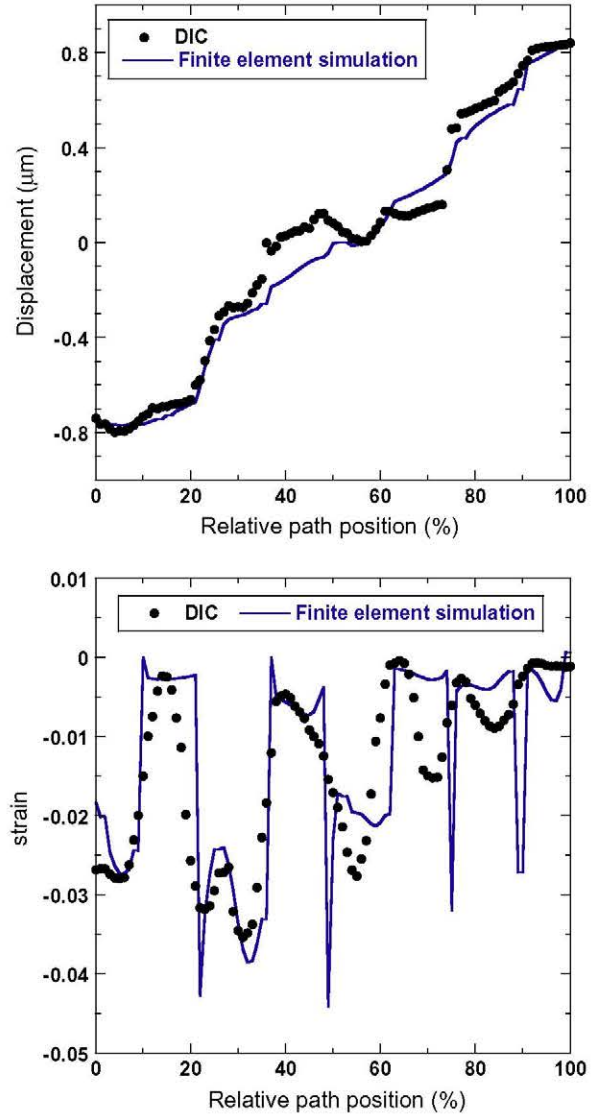 DIC
Finite element simulation
0.8
0.4
0
-0.4
-0.8
Displacement (μm)
0 20 40 60 80 100
Relative path position (%)
DIC Finite element simulation
0.01
0
-0.01
-0.02
-0.03
-0.04
-0.05
strain
0 20 40 60 80 100
Relative path position (%)